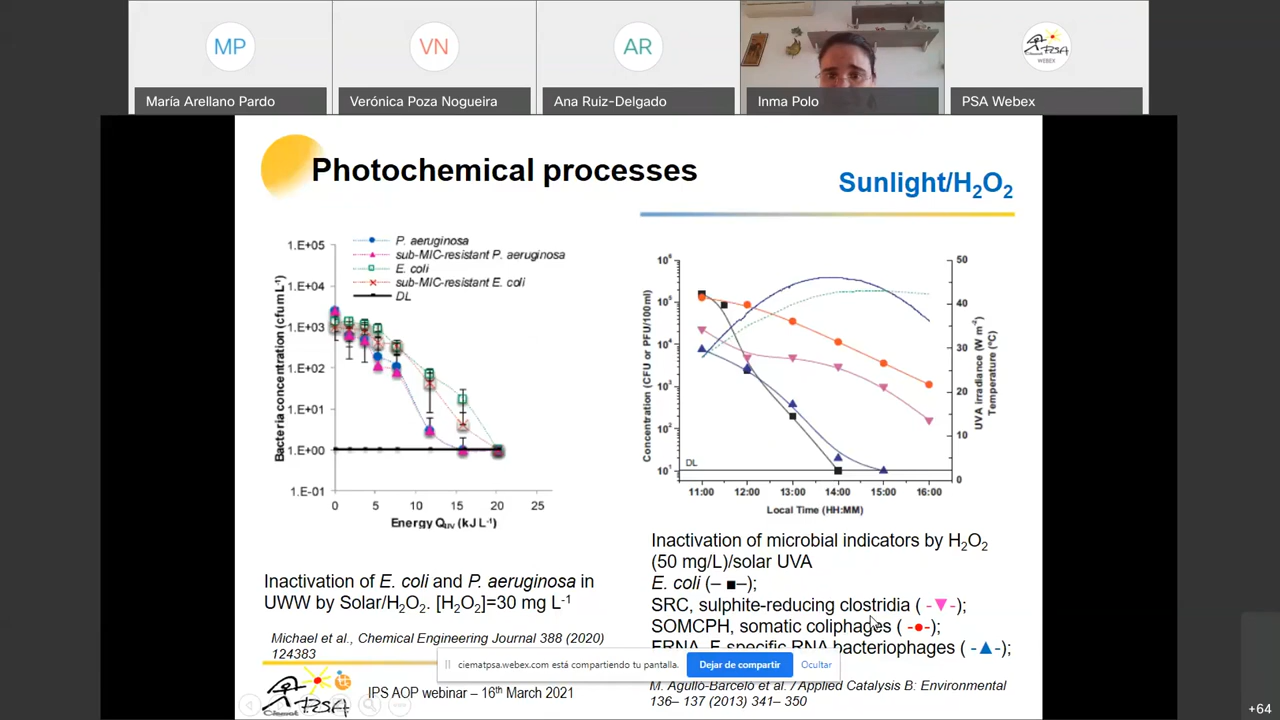 MP
VN
AR
PSA
WEBEX
María Arellano Pardo
Verónica Poza Nogueira
Ana Ruiz-Delgado
Inma Polo
PSA Webex
Photochemical processes
Sunlight/H₂O₂
P. aeruginosa
sub-MIC-resistant P. aeruginosa
E. coli
sub-MIC-resistant E. coli
DL
Bacteria concentration (cfu mL⁻¹)
1.E+05
1.E+04
1.E+03
1.E+02
1.E+01
1.E+00
1.E-01
0 5 10 15 20 25
Energy Q_UV (kJ L⁻¹)
Concentration (CFU or PFU/100ml)
10⁶
10⁵
10⁴
10³
10²
10¹
DL
50
40
30
20
10
0
UVA irradiance (W m⁻²)
Temperature (ºC)
11:00 12:00 13:00 14:00 15:00 16:00
Local Time (HH:MM)
Inactivation of E. coli and P. aeruginosa in
UWW by Solar/H₂O₂. [H₂O₂]=30 mg L⁻¹
Michael et al., Chemical Engineering Journal 388 (2020)
124383
Inactivation of microbial indicators by H₂O₂
(50 mg/L)/solar UVA
E. coli (– ■–);
SRC, sulphite-reducing clostridia ( -▼-);
SOMCPH, somatic coliphages ( -●-);
bacteriophages ( -▲-);
ciematpsa.webex.com está compartiendo tu pantalla.
Dejar de compartir
Ocultar
M. Agulló-Barceló et al. / Applied Catalysis B: Environmental
136– 137 (2013) 341– 350
PSA
IPS AOP webinar – 16th March 2021
+64